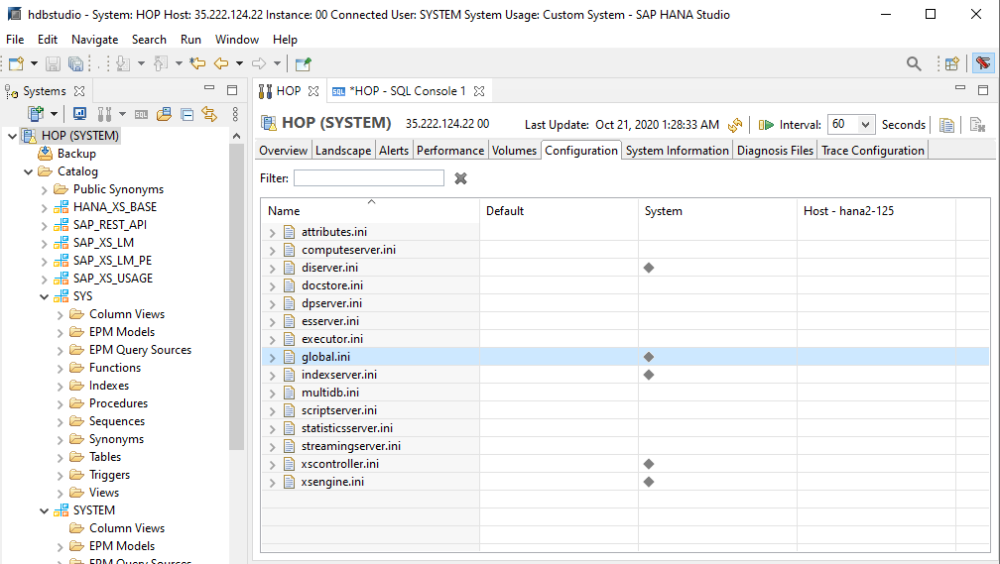 hdbstudio - System: HOP Host: 35.222.124.22 Instance: 00 Connected User: SYSTEM System Usage: Custom System - SAP HANA Studio
File Edit Navigate Search Run Window Help
Systems
SQL
HOP (SYSTEM)
Backup
Catalog
Public Synonyms
HANA_XS_BASE
SAP_REST_API
SAP_XS_LM
SAP_XS_LM_PE
SAP_XS_USAGE
SYS
Column Views
EPM Models
EPM Query Sources
Functions
Indexes
Procedures
Sequences
Synonyms
Tables
Triggers
Views
SYSTEM
Column Views
EPM Models
EPM Query Sources
HOP
SQL *HOP - SQL Console 1
HOP (SYSTEM) 35.222.124.22 00 Last Update: Oct 21, 2020 1:28:33 AM Interval: 60 Seconds
Overview Landscape Alerts Performance Volumes Configuration System Information Diagnosis Files Trace Configuration
Filter:
Name Default System Host - hana2-125
attributes.ini
computeserver.ini
diserver.ini
docstore.ini
dpserver.ini
esserver.ini
executor.ini
global.ini
indexserver.ini
multidb.ini
scriptserver.ini
statisticsserver.ini
streamingserver.ini
xscontroller.ini
xsengine.ini